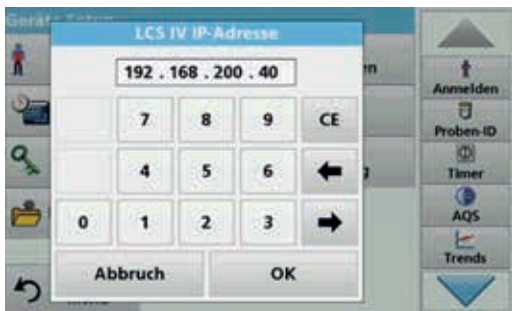 Geräte Setup
LCS IV IP-Adresse
192 . 168 . 200 . 40
en
7 8 9 CE
4 5 6
0 1 2 3
Abbruch OK
Anmelden
Proben-ID
Timer
AQS
Trends